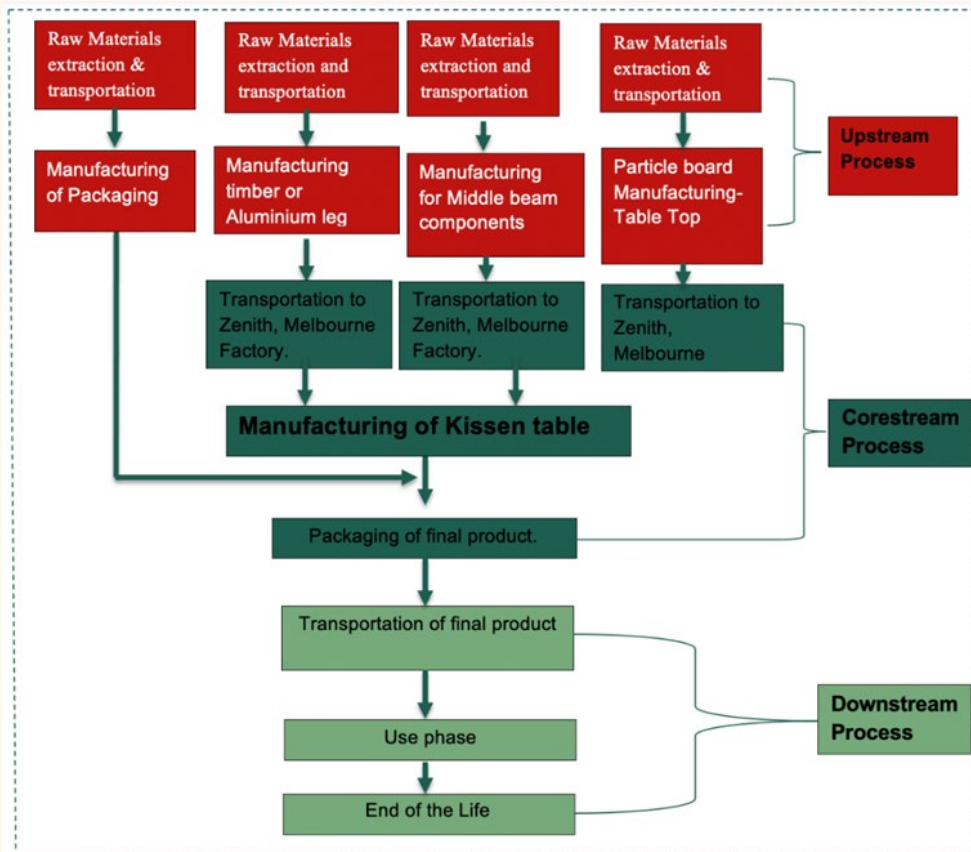 Raw Materials
extraction &
transportation
Raw Materials
extraction and
transportation
Raw Materials
extraction and
transportation
Raw Materials
extraction &
transportation
Upstream
Process
Manufacturing
of Packaging
Manufacturing
timber or
Aluminium leg
Manufacturing
for Middle beam
components
Particle board
Manufacturing-
Table Top
Transportation to
Zenith, Melbourne
Factory.
Transportation to
Zenith, Melbourne
Factory.
Transportation to
Zenith,
Melbourne
Manufacturing of Kissen table
Corestream
Process
Packaging of final product.
Transportation of final product
Downstream
Process
Use phase
End of the Life